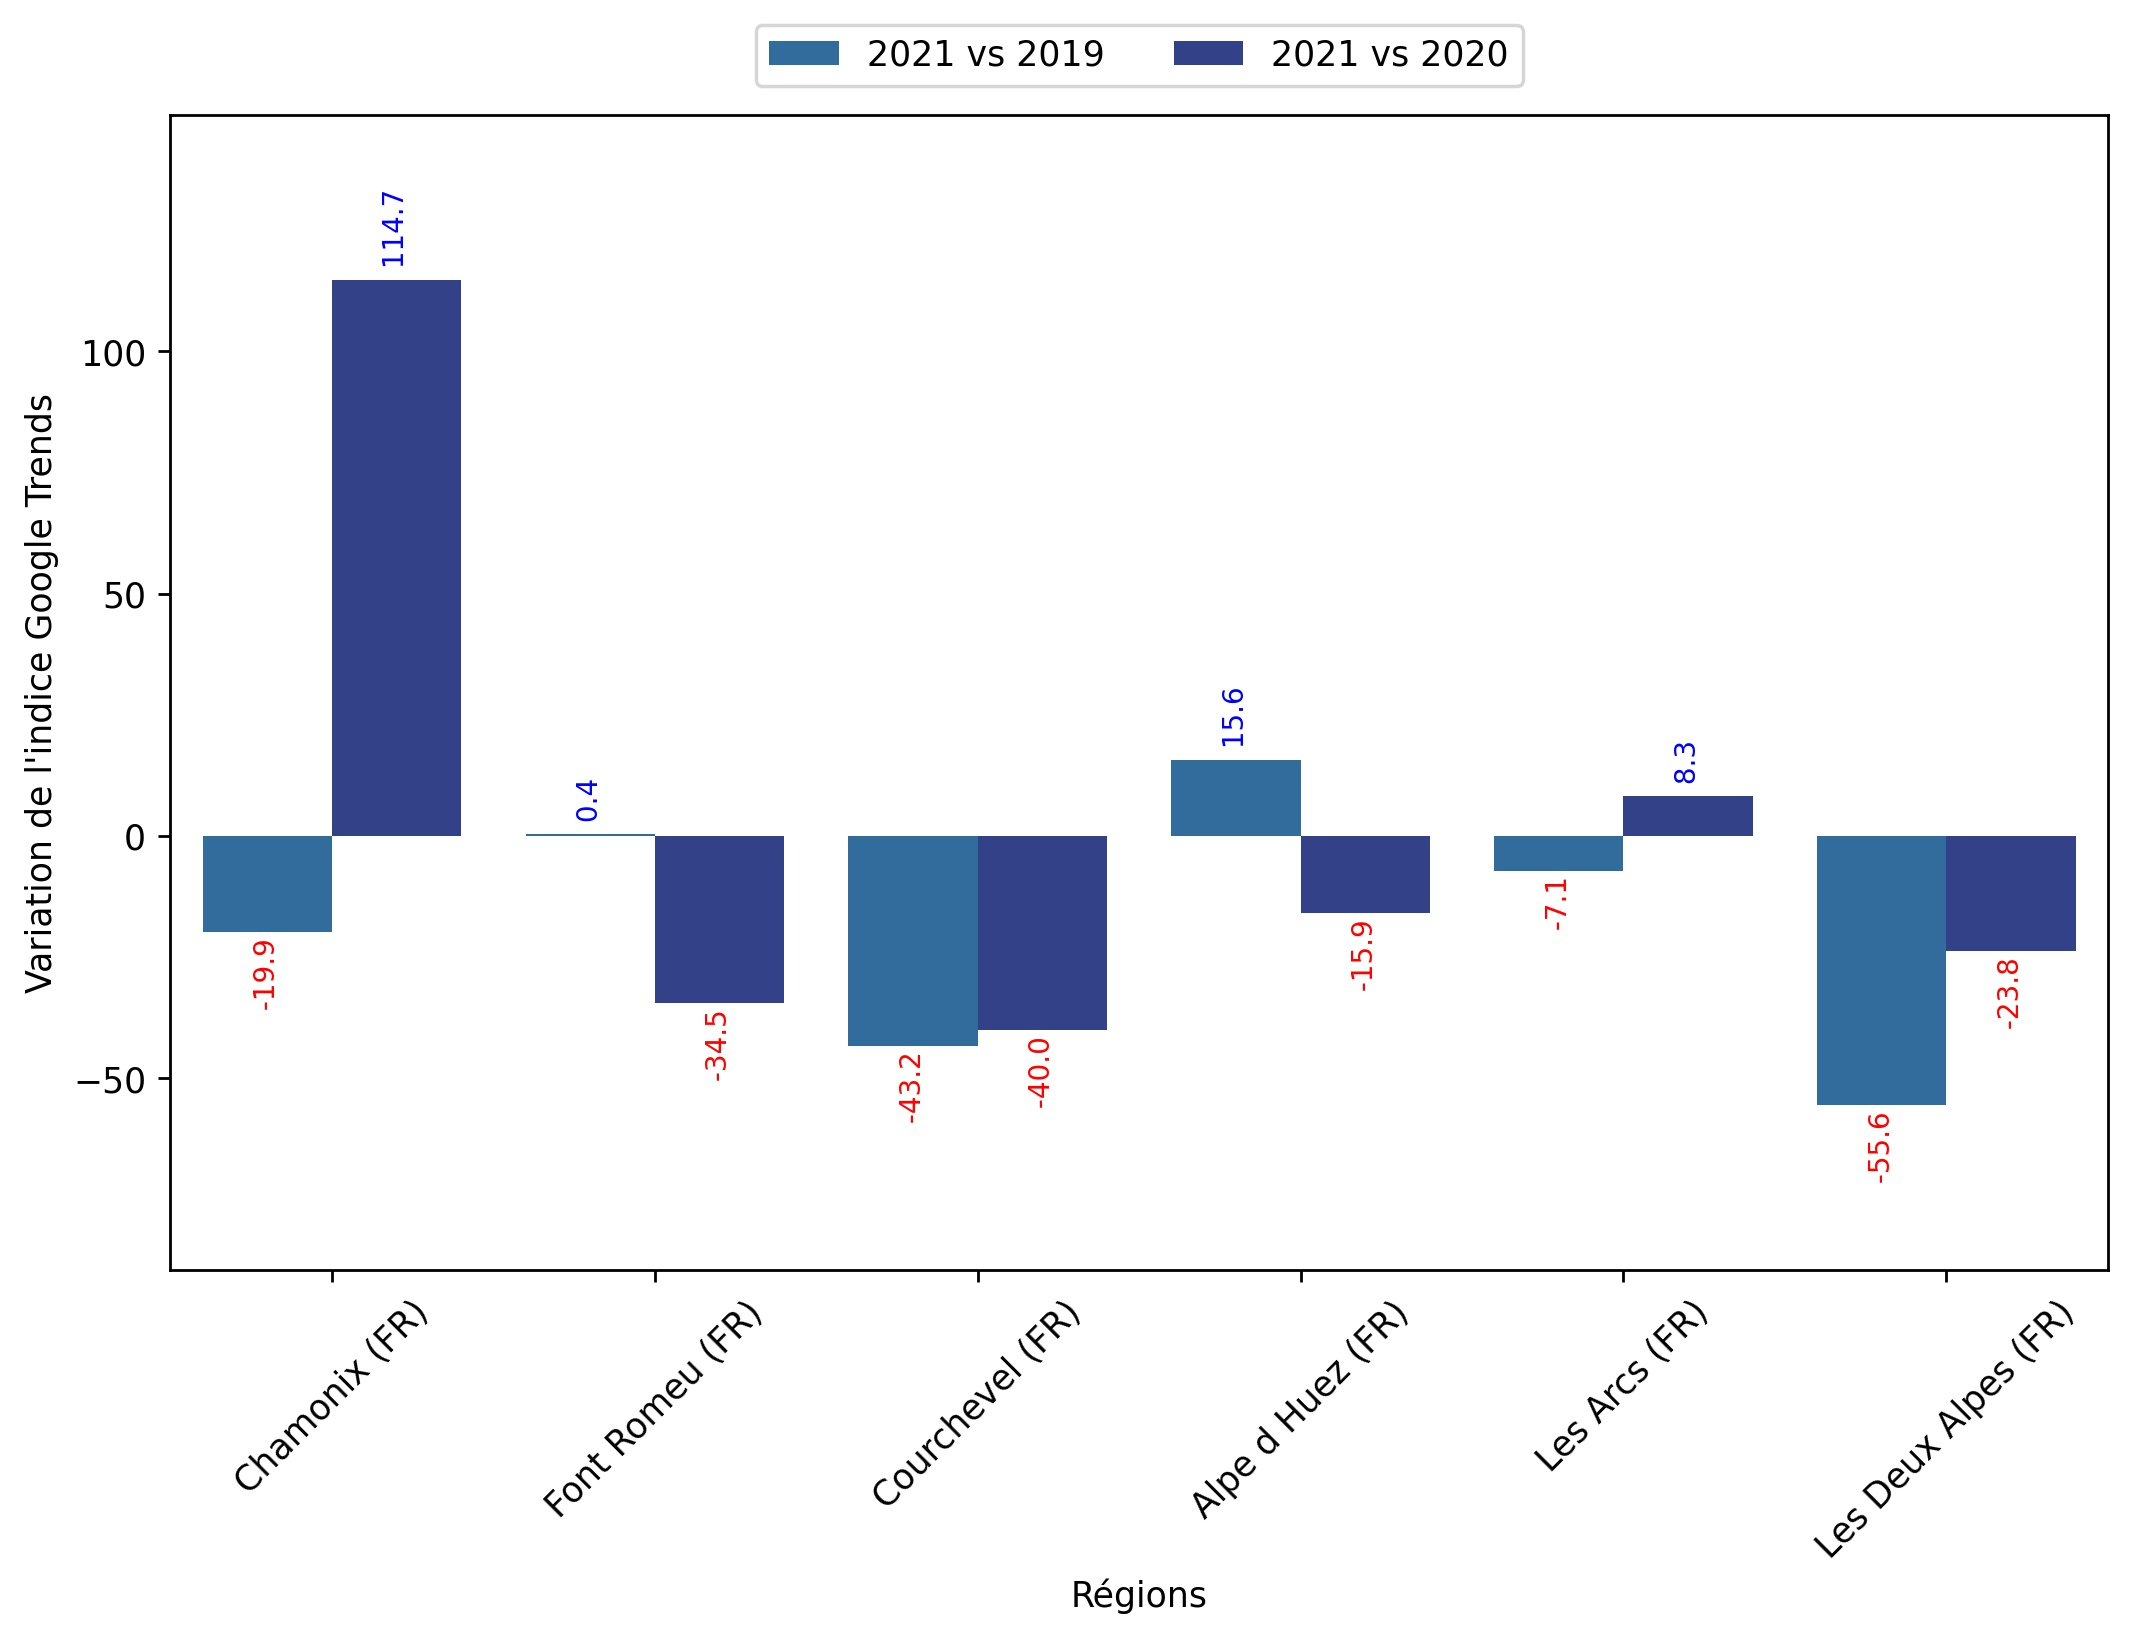 2021 vs 2019
2021 vs 2020
Variation de l'indice Google Trends
100
50
0
−50
-19.9
114.7
0.4
-34.5
-43.2
-40.0
15.6
-15.9
-7.1
8.3
-55.6
-23.8
Chamonix (FR)
Font Romeu (FR)
Courchevel (FR)
Alpe d Huez (FR)
Les Arcs (FR)
Les Deux Alpes (FR)
Régions